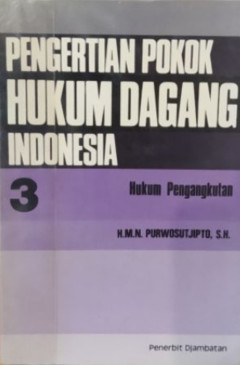 PENGERTIAN POKOK
HUKUM DAGANG
INDONESIA
3
Hukum Pengangkutan
H.M.N. PURWOSUTJIPTO, S.H.
Penerbit Djambatan